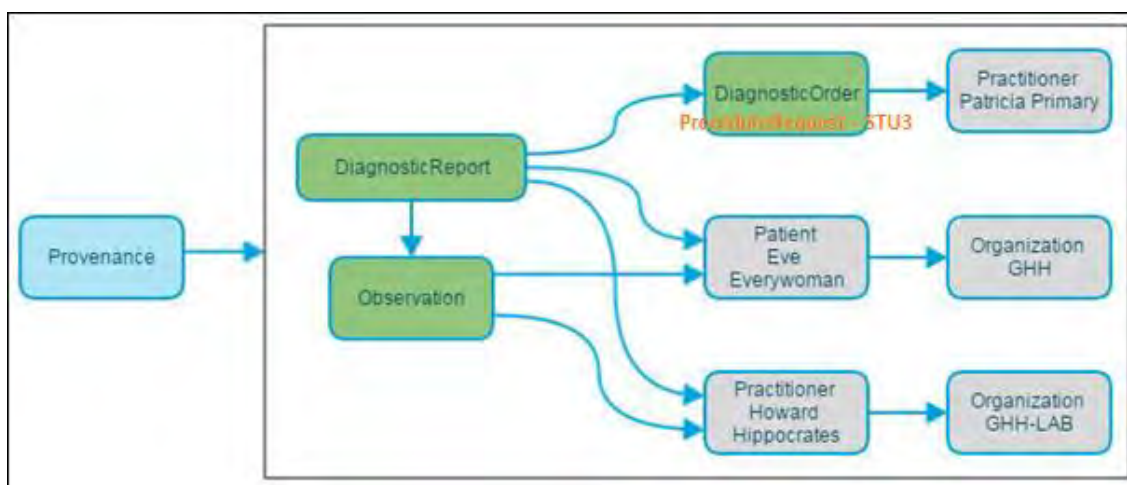 DiagnosticOrder
ProcedureRequest - STU3
Practitioner
Patricia Primary
DiagnosticReport
Provenance
Patient
Eve
Everywoman
Organization
GHH
Observation
Practitioner
Howard
Hippocrates
Organization
GHH-LAB